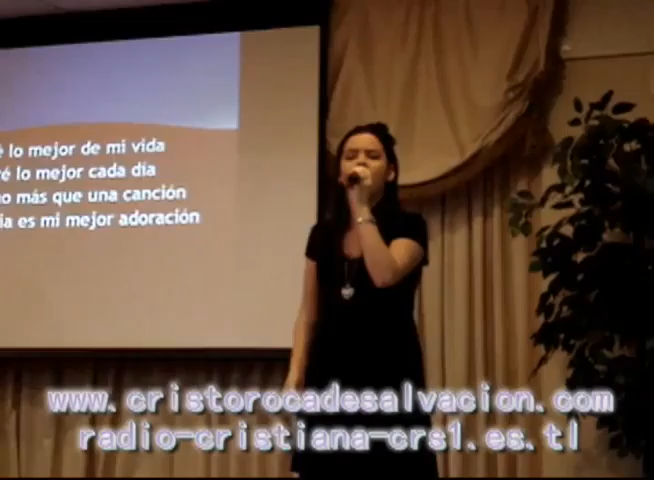 lo mejor de mi vida
ré lo mejor cada día
más que una canción
es mi mejor adoración
www.cristorocadesalvacion.com
radio-cristiana-crs1.es.tl